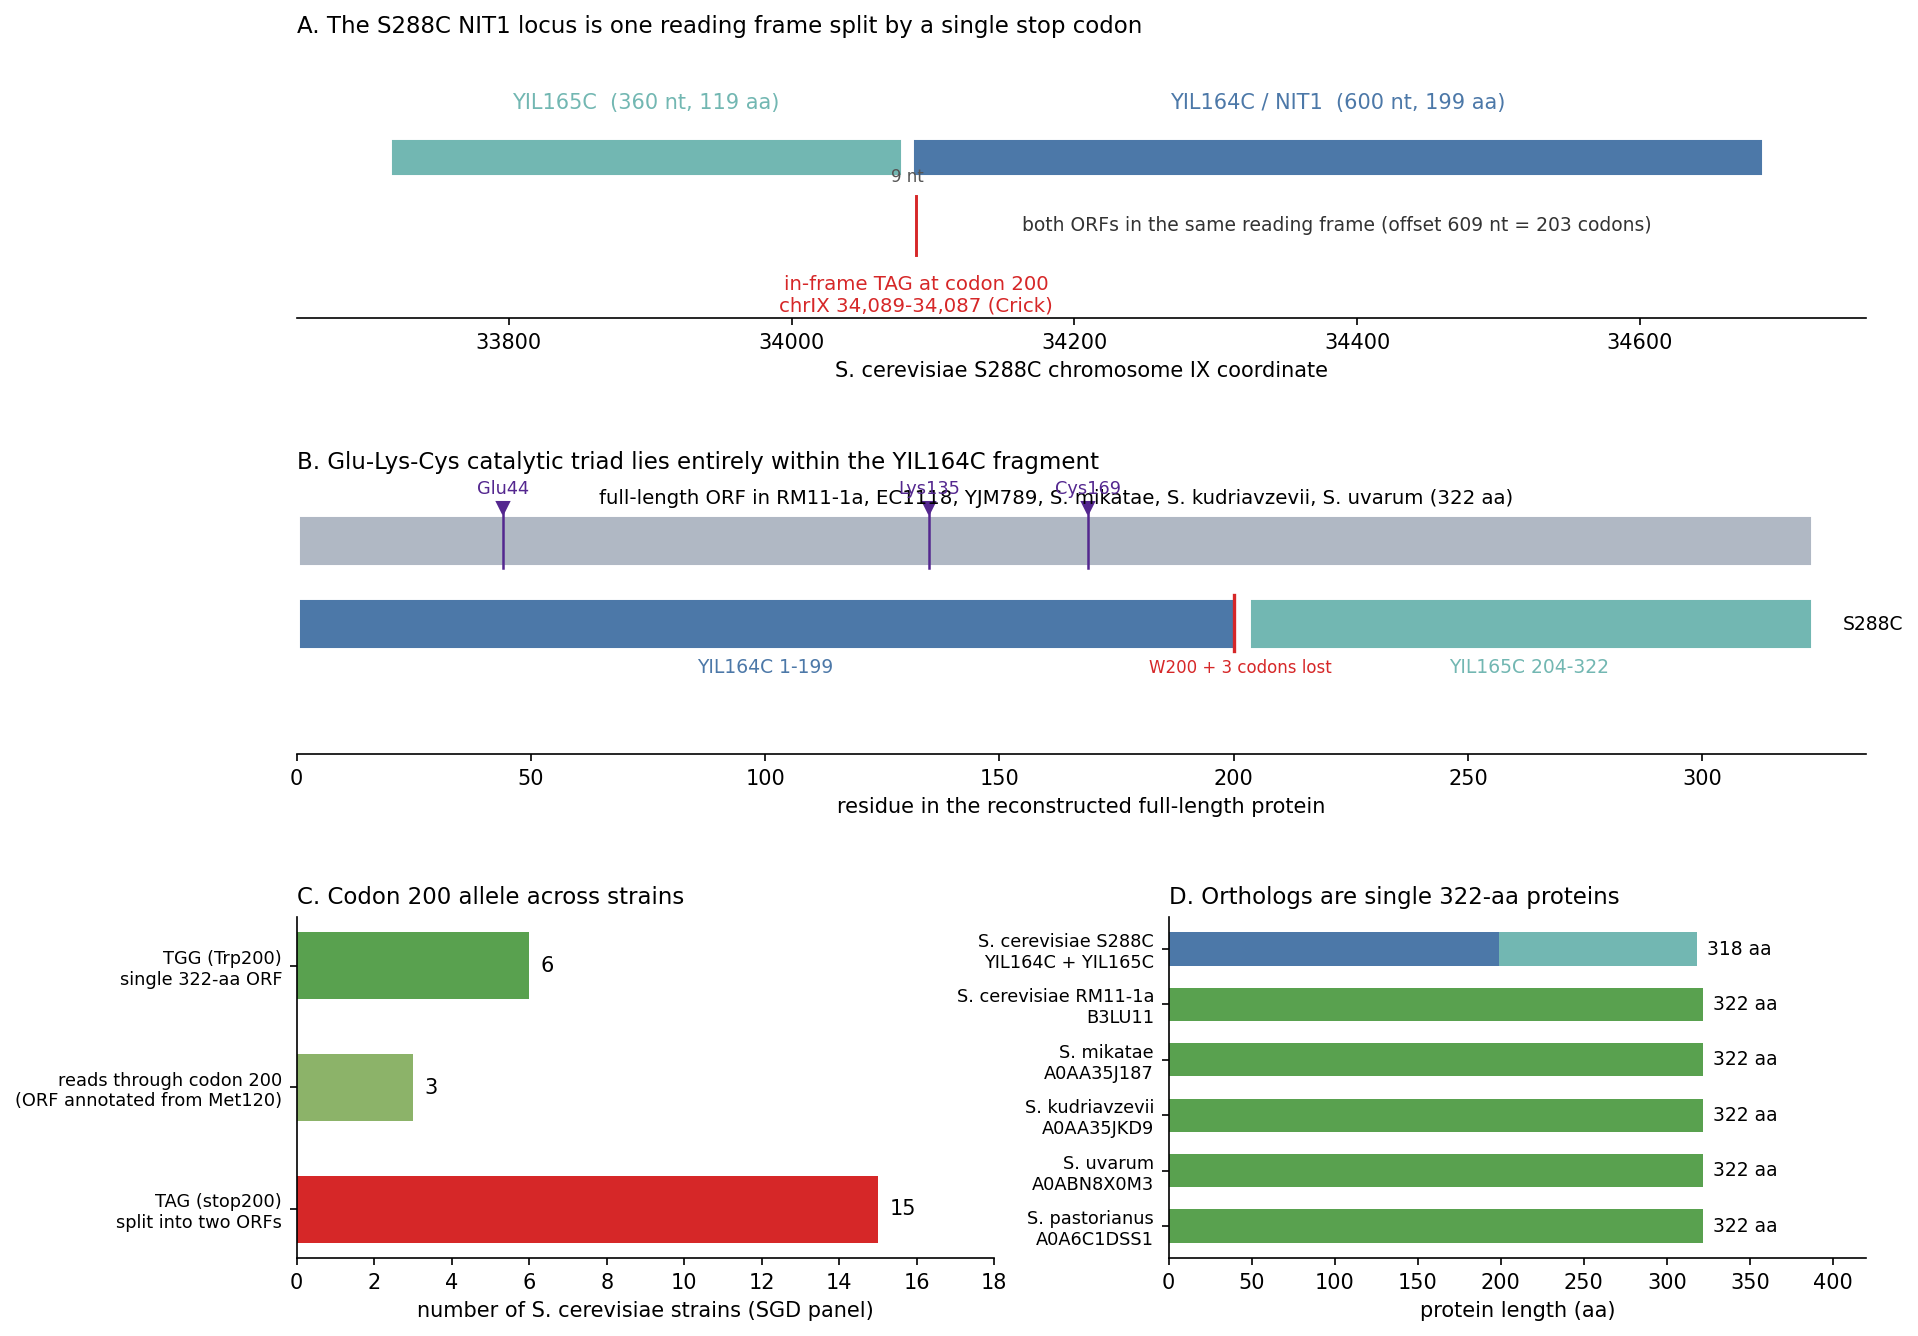 A. The S288C NIT1 locus is one reading frame split by a single stop codon
YIL165C  (360 nt, 119 aa)
YIL164C / NIT1  (600 nt, 199 aa)
9 nt
both ORFs in the same reading frame (offset 609 nt = 203 codons)
in-frame TAG at codon 200
chrIX 34,089-34,087 (Crick)
33800
34000
34200
34400
34600
S. cerevisiae S288C chromosome IX coordinate
B. Glu-Lys-Cys catalytic triad lies entirely within the YIL164C fragment
Glu44
Lys135
Cys169
full-length ORF in RM11-1a, EC1118, YJM789, S. mikatae, S. kudriavzevii, S. uvarum (322 aa)
S288C
YIL164C 1-199
W200 + 3 codons lost
YIL165C 204-322
0
50
100
150
200
250
300
residue in the reconstructed full-length protein
C. Codon 200 allele across strains
TGG (Trp200)
single 322-aa ORF
6
reads through codon 200
(ORF annotated from Met120)
3
TAG (stop200)
split into two ORFs
15
0
2
4
6
8
10
12
14
16
18
number of S. cerevisiae strains (SGD panel)
D. Orthologs are single 322-aa proteins
S. cerevisiae S288C
YIL164C + YIL165C
318 aa
S. cerevisiae RM11-1a
B3LU11
322 aa
S. mikatae
A0AA35J187
322 aa
S. kudriavzevii
A0AA35JKD9
322 aa
S. uvarum
A0ABN8X0M3
322 aa
S. pastorianus
A0A6C1DSS1
322 aa
0
50
100
150
200
250
300
350
400
protein length (aa)